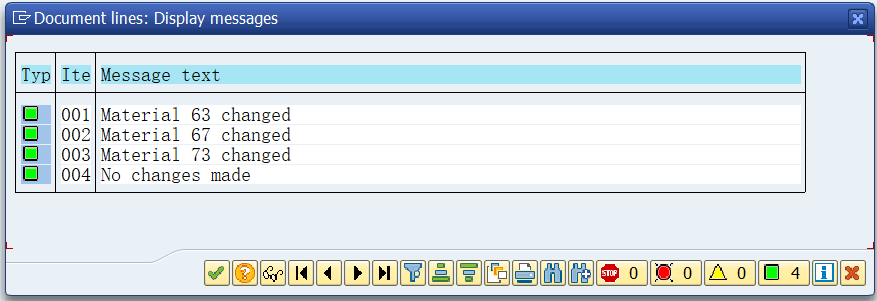 Document lines: Display messages
Typ Ite Message text
001 Material 63 changed
002 Material 67 changed
003 Material 73 changed
004 No changes made
STOP 0 0 0 4